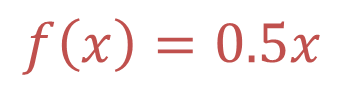 f(x) = 0.5x